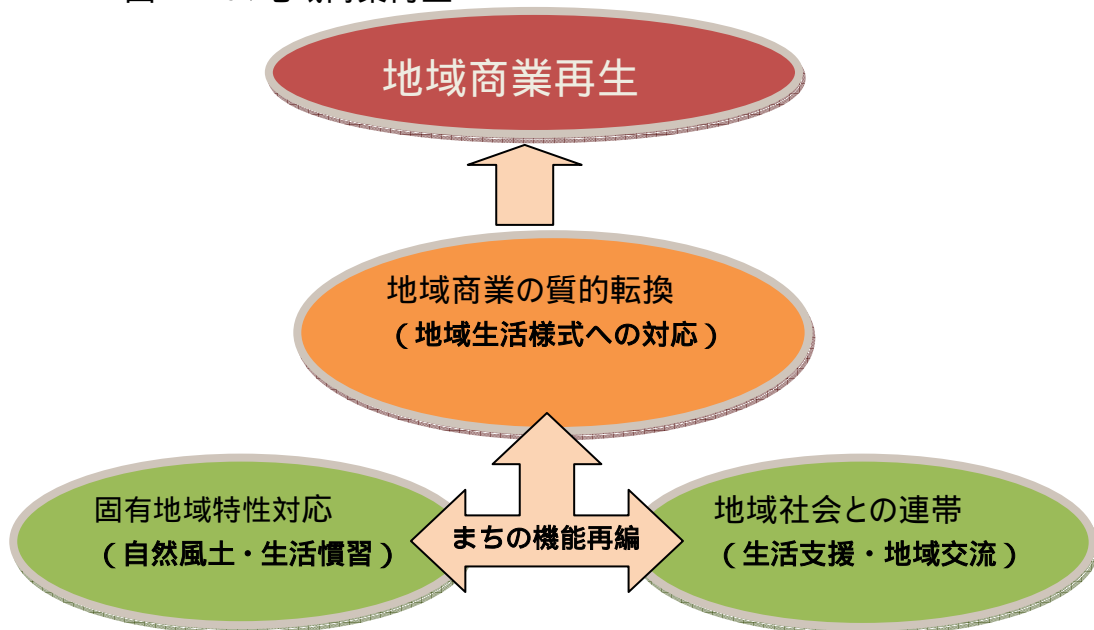 地域商業再生
地域商業の質的転換
（地域生活様式への対応）
固有地域特性対応
（自然風土・生活慣習）
まちの機能再編
地域社会との連帯
（生活支援・地域交流）